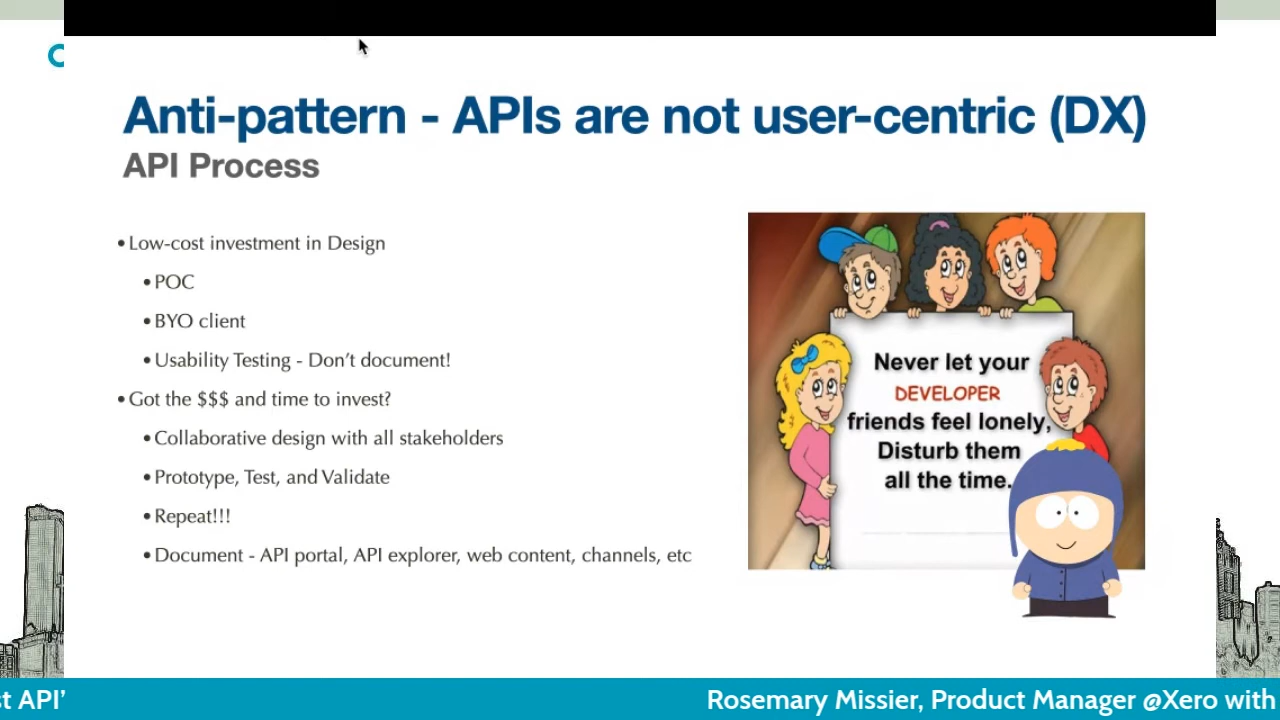 Anti-pattern - APIs are not user-centric (DX)
API Process
•Low-cost investment in Design
•POC
•BYO client
•Usability Testing - Don’t document!
•Got the $$$ and time to invest?
•Collaborative design with all stakeholders
•Prototype, Test, and Validate
•Repeat!!!
•Document - API portal, API explorer, web content, channels, etc
Never let your
DEVELOPER
friends feel lonely,
Disturb them
all the time.
st API’
Rosemary Missier, Product Manager @Xero with